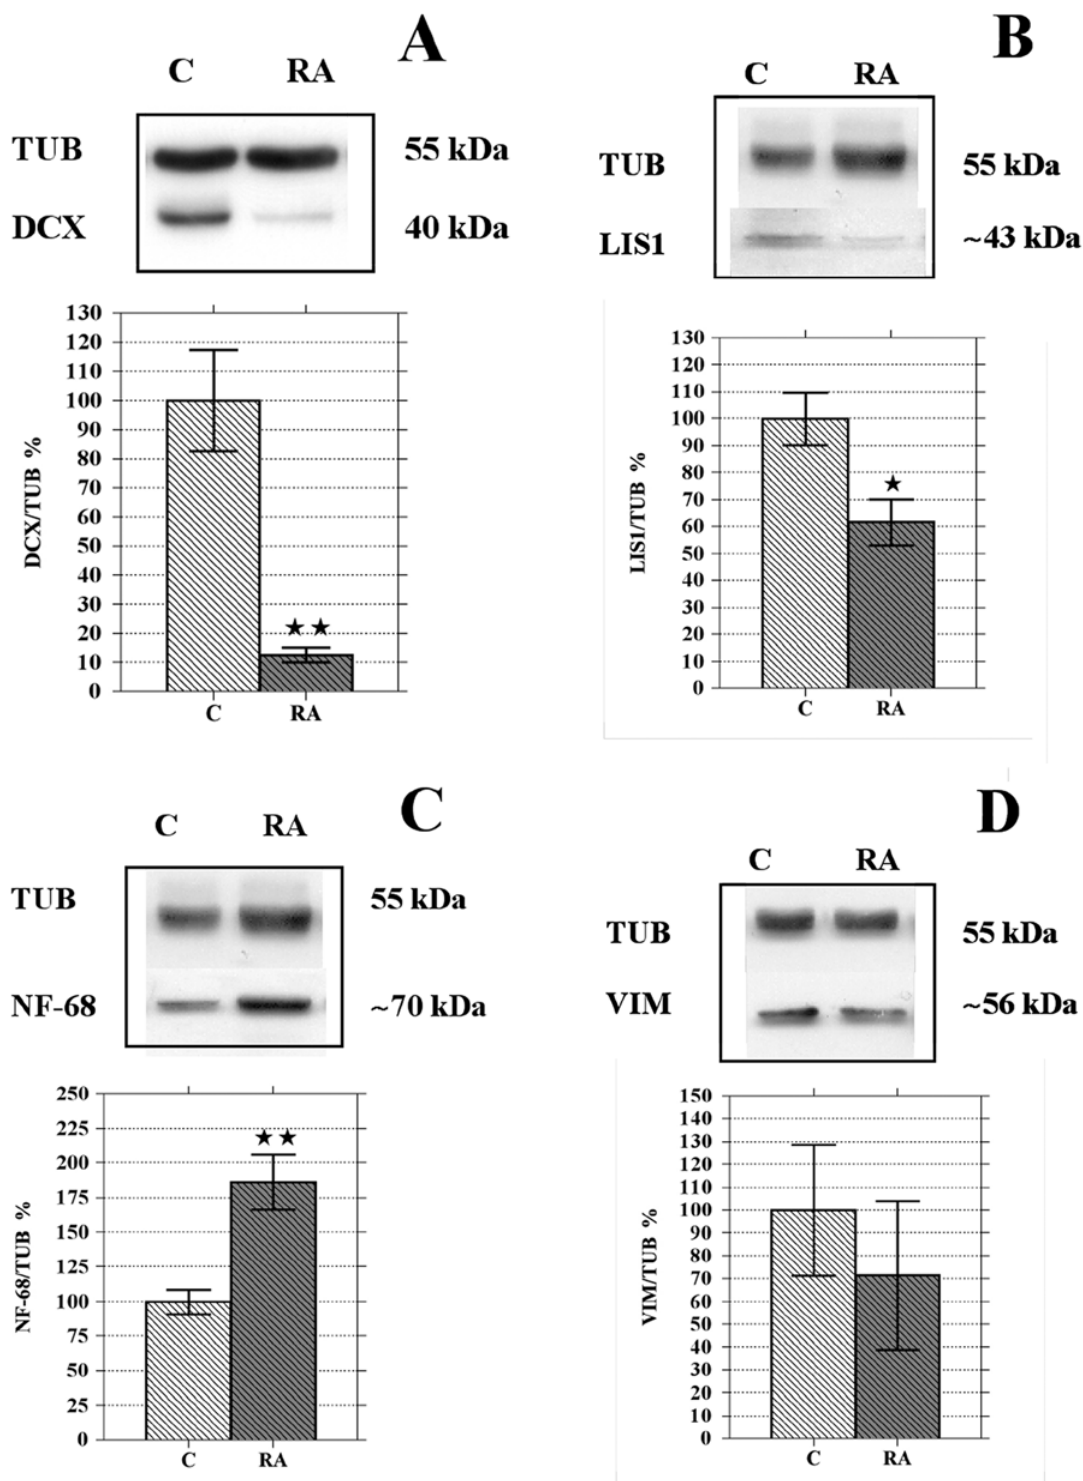 A
C RA
TUB 55 kDa
DCX 40 kDa
130
120
110
100
90
80
70
60
50
40
30
20
10
0
DCX/TUB %
★★
C RA
B
C RA
TUB 55 kDa
LIS1 ~43 kDa
130
120
110
100
90
80
70
60
50
40
30
20
10
0
LIS1/TUB %
★
C RA
C
C RA
TUB 55 kDa
NF-68 ~70 kDa
250
225
200
175
150
125
100
75
50
25
0
NF-68/TUB %
★★
C RA
D
C RA
TUB 55 kDa
VIM ~56 kDa
150
140
130
120
110
100
90
80
70
60
50
40
30
20
10
0
VIM/TUB %
C RA